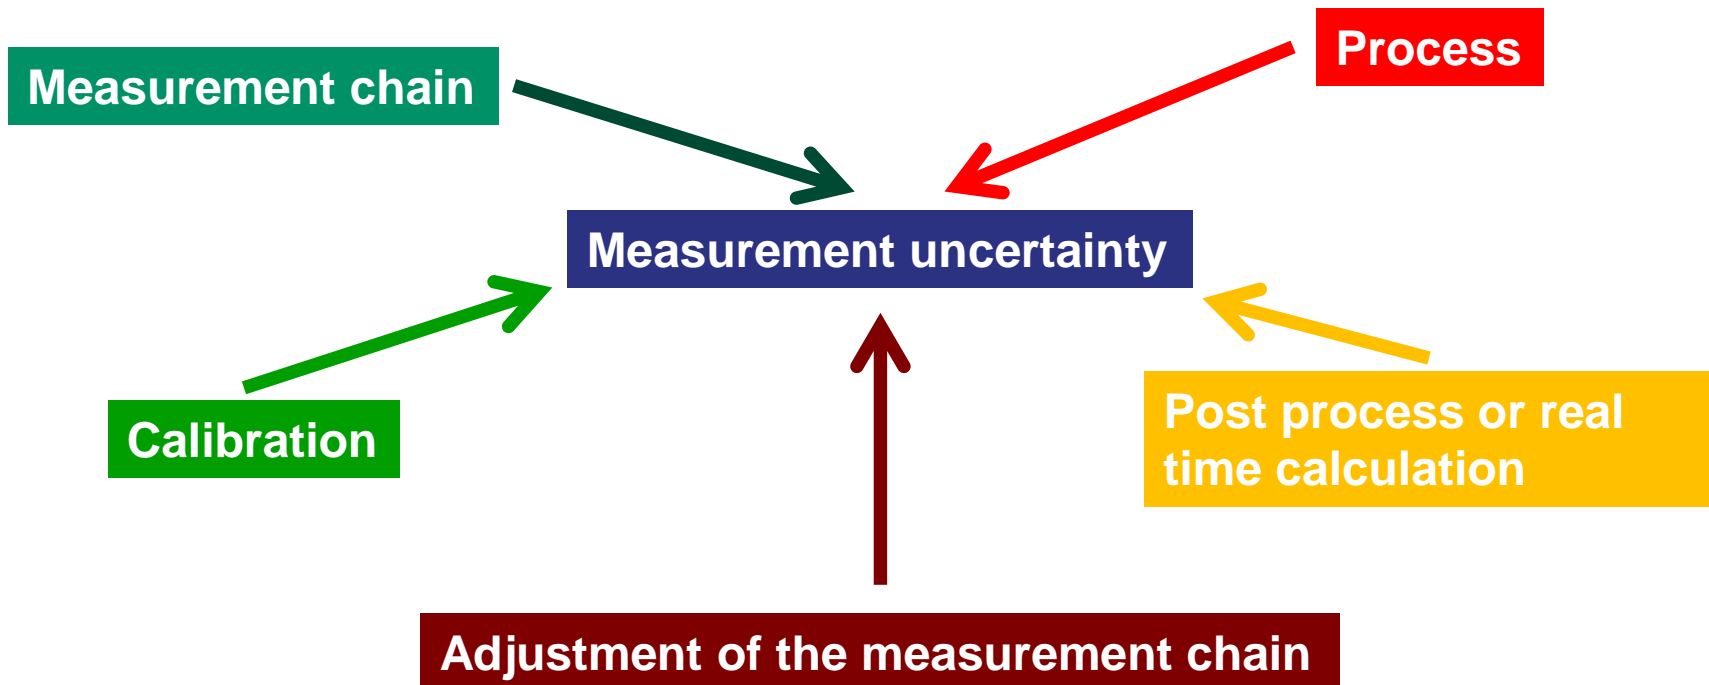 Process
Measurement chain
Measurement uncertainty
Post process or real
time calculation
Calibration
Adjustment of the measurement chain